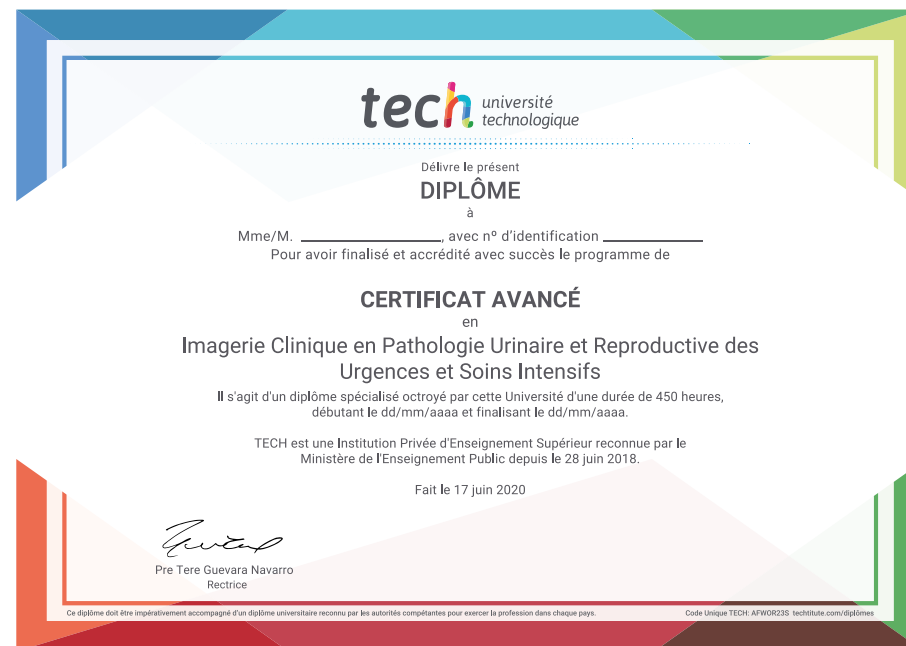 tech université
technologique
Délivre le présent
DIPLÔME
à
Mme/M. ____________________, avec nº d'identification ______________
Pour avoir finalisé et accrédité avec succès le programme de
CERTIFICAT AVANCÉ
en
Imagerie Clinique en Pathologie Urinaire et Reproductive des
Urgences et Soins Intensifs
Il s'agit d'un diplôme spécialisé octroyé par cette Université d'une durée de 450 heures,
débutant le dd/mm/aaaa et finalisant le dd/mm/aaaa.
TECH est une Institution Privée d'Enseignement Supérieur reconnue par le
Ministère de l'Enseignement Public depuis le 28 juin 2018.
Fait le 17 juin 2020
Pre Tere Guevara Navarro
Rectrice
Ce diplôme doit être impérativement accompagné d'un diplôme universitaire reconnu par les autorités compétantes pour exercer la profession dans chaque pays.
Code Unique TECH: AFWOR23S techtitute.com/diplômes